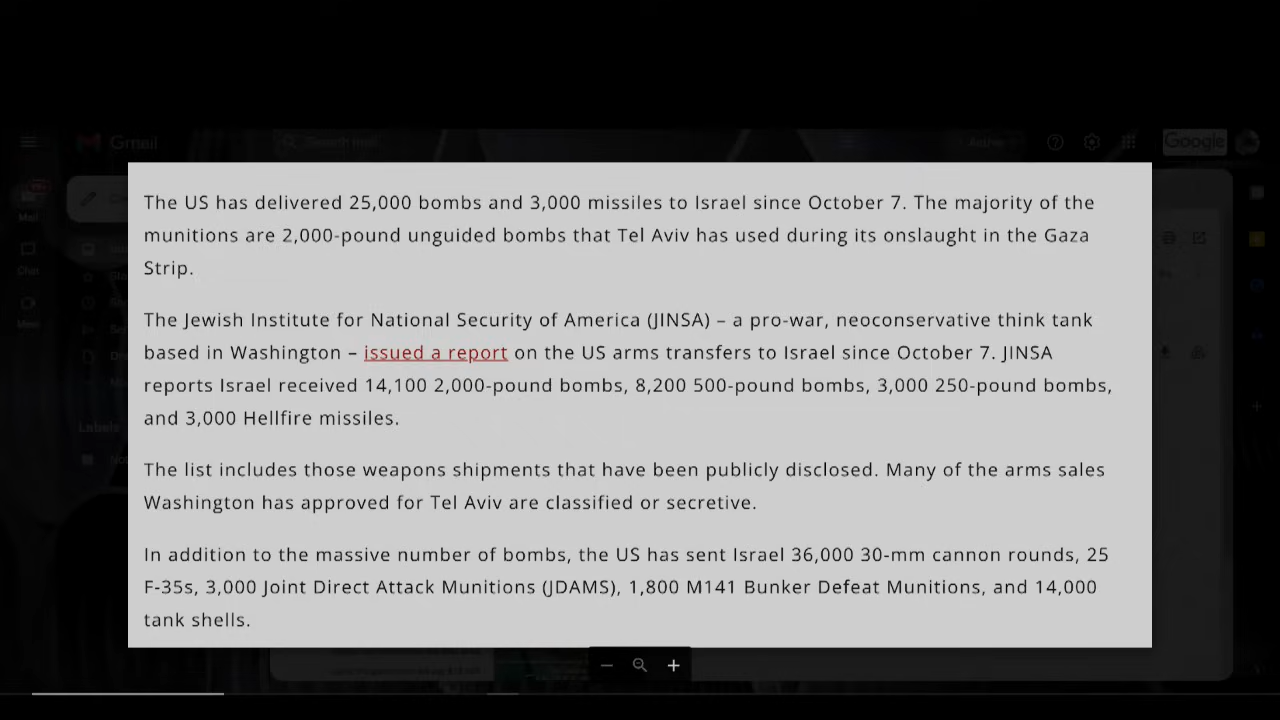 Gmail
Search mail
Google
The US has delivered 25,000 bombs and 3,000 missiles to Israel since October 7. The majority of the
munitions are 2,000-pound unguided bombs that Tel Aviv has used during its onslaught in the Gaza
Strip.
The Jewish Institute for National Security of America (JINSA) – a pro-war, neoconservative think tank
based in Washington – issued a report on the US arms transfers to Israel since October 7. JINSA
reports Israel received 14,100 2,000-pound bombs, 8,200 500-pound bombs, 3,000 250-pound bombs,
and 3,000 Hellfire missiles.
The list includes those weapons shipments that have been publicly disclosed. Many of the arms sales
Washington has approved for Tel Aviv are classified or secretive.
In addition to the massive number of bombs, the US has sent Israel 36,000 30-mm cannon rounds, 25
F-35s, 3,000 Joint Direct Attack Munitions (JDAMS), 1,800 M141 Bunker Defeat Munitions, and 14,000
tank shells.
Mail
Labels